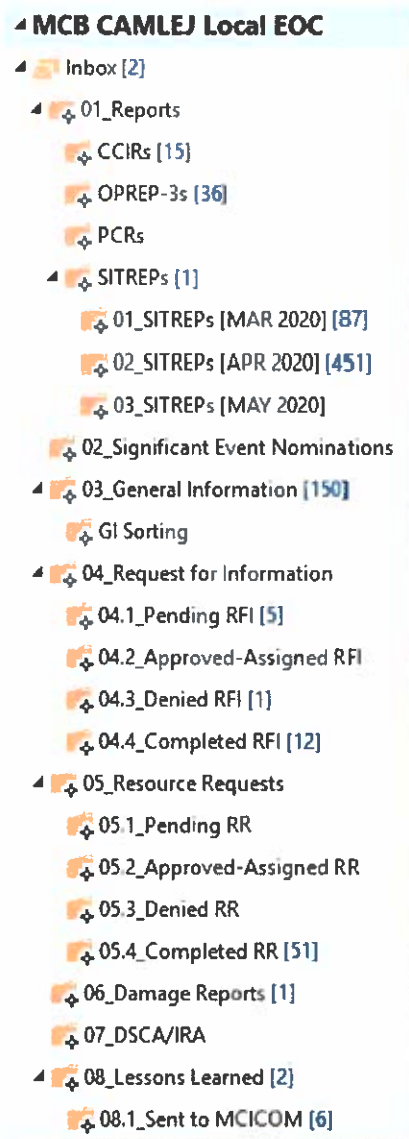 MCB CAMLEJ Local EOC
Inbox [2]
01_Reports
CCIRs [15]
OPREP-3s [36]
PCRs
SITREPs [1]
01_SITREPs [MAR 2020] [87]
02_SITREPs [APR 2020] [451]
03_SITREPs [MAY 2020]
02_Significant Event Nominations
03_General Information [150]
GI Sorting
04_Request for Information
04.1_Pending RFI [5]
04.2_Approved-Assigned RFI
04.3_Denied RFI [1]
04.4_Completed RFI [12]
05_Resource Requests
05.1_Pending RR
05.2_Approved-Assigned RR
05.3_Denied RR
05.4_Completed RR [51]
06_Damage Reports [1]
07_DSCA/IRA
08_Lessons Learned [2]
08.1_Sent to MCICOM [6]